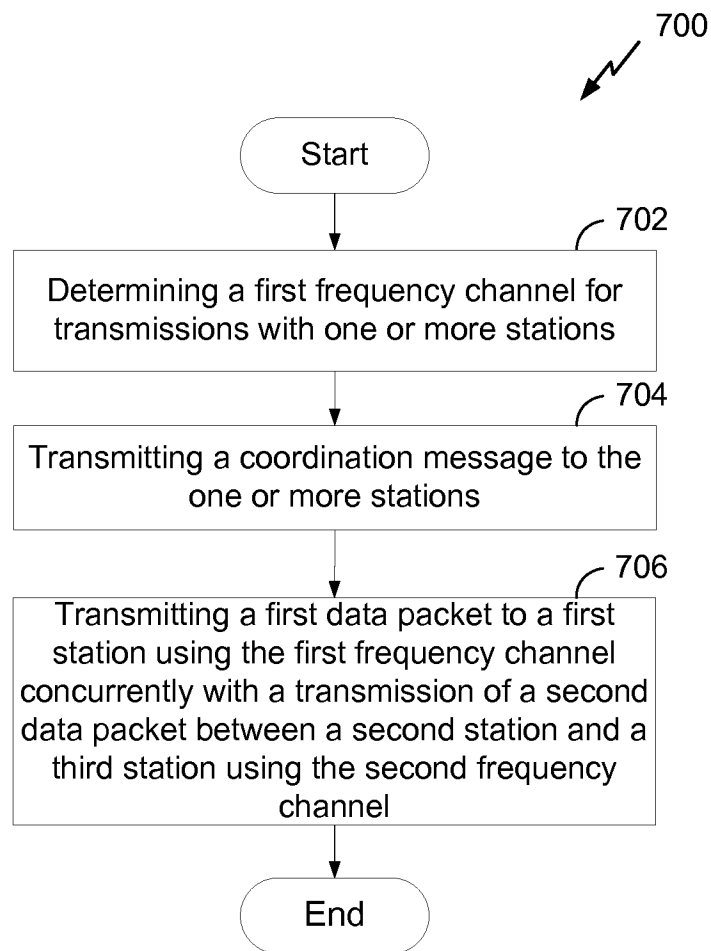 700
Start
702
Determining a first frequency channel for
transmissions with one or more stations
704
Transmitting a coordination message to the
one or more stations
706
Transmitting a first data packet to a first
station using the first frequency channel
concurrently with a transmission of a second
data packet between a second station and a
third station using the second frequency
channel
End